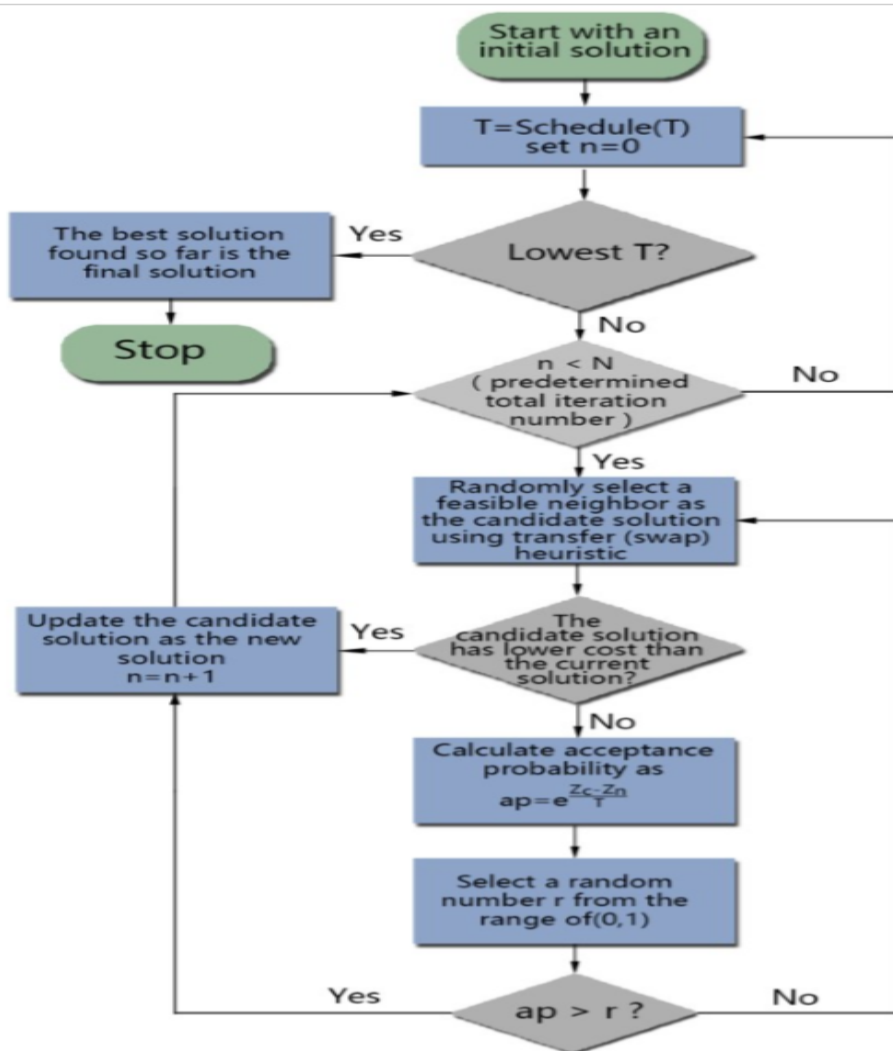 Start with an
initial solution
T=Schedule(T)
set n=0
Lowest T?
Yes
The best solution
found so far is the
final solution
Stop
No
n < N
( predetermined
total iteration
number )
No
Yes
Randomly select a
feasible neighbor as
the candidate solution
using transfer (swap)
heuristic
The
candidate solution
has lower cost than
the current
solution?
Yes
Update the candidate
solution as the new
solution
n=n+1
No
Calculate acceptance
probability as
ap=e^{\frac{Zc-Zn}{T}}
Select a random
number r from the
range of(0,1)
ap > r ?
Yes
No